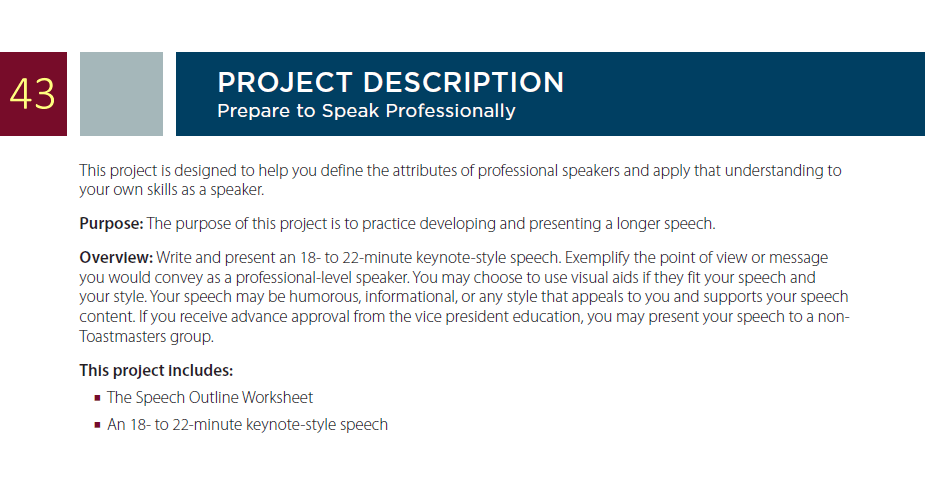 43
PROJECT DESCRIPTION
Prepare to Speak Professionally
This project is designed to help you define the attributes of professional speakers and apply that understanding to
your own skills as a speaker.
Purpose: The purpose of this project is to practice developing and presenting a longer speech.
Overview: Write and present an 18- to 22-minute keynote-style speech. Exemplify the point of view or message
you would convey as a professional-level speaker. You may choose to use visual aids if they fit your speech and
your style. Your speech may be humorous, informational, or any style that appeals to you and supports your speech
content. If you receive advance approval from the vice president education, you may present your speech to a non-
Toastmasters group.
This project includes:
■ The Speech Outline Worksheet
■ An 18- to 22-minute keynote-style speech